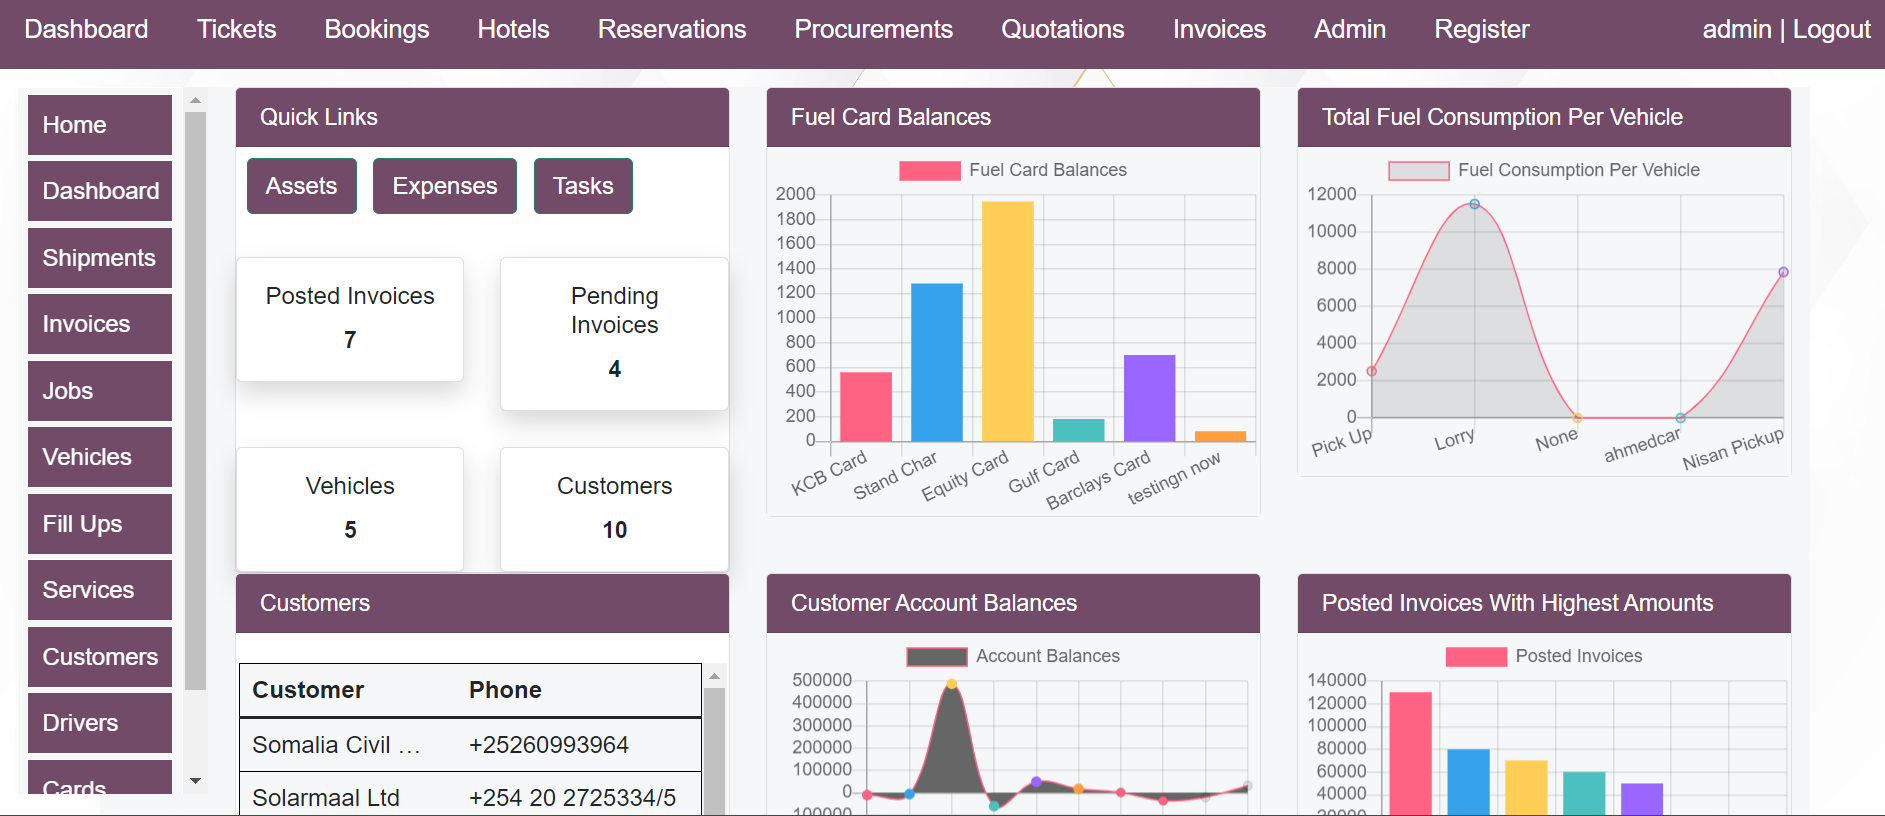 Dashboard Tickets Bookings Hotels Reservations Procurements Quotations Invoices Admin Register admin | Logout
Home
Dashboard
Shipments
Invoices
Jobs
Vehicles
Fill Ups
Services
Customers
Drivers
Cards
Quick Links
Assets Expenses Tasks
Posted Invoices
7
Pending
Invoices
4
Vehicles
5
Customers
10
Fuel Card Balances
Fuel Card Balances
2000
1800
1600
1400
1200
1000
800
600
400
200
0
KCB Card
Stand Char
Equity Card
Gulf Card
Barclays Card
testingn now
Total Fuel Consumption Per Vehicle
Fuel Consumption Per Vehicle
12000
10000
8000
6000
4000
2000
0
Pick Up
Lorry
None
ahmedcar
Nisan Pickup
Customers
Customer Phone
Somalia Civil ... +25260993964
Solarmaal Ltd +254 20 2725334/5
Customer Account Balances
Account Balances
500000
400000
300000
200000
100000
0
100000
Posted Invoices With Highest Amounts
Posted Invoices
140000
120000
100000
80000
60000
40000
20000